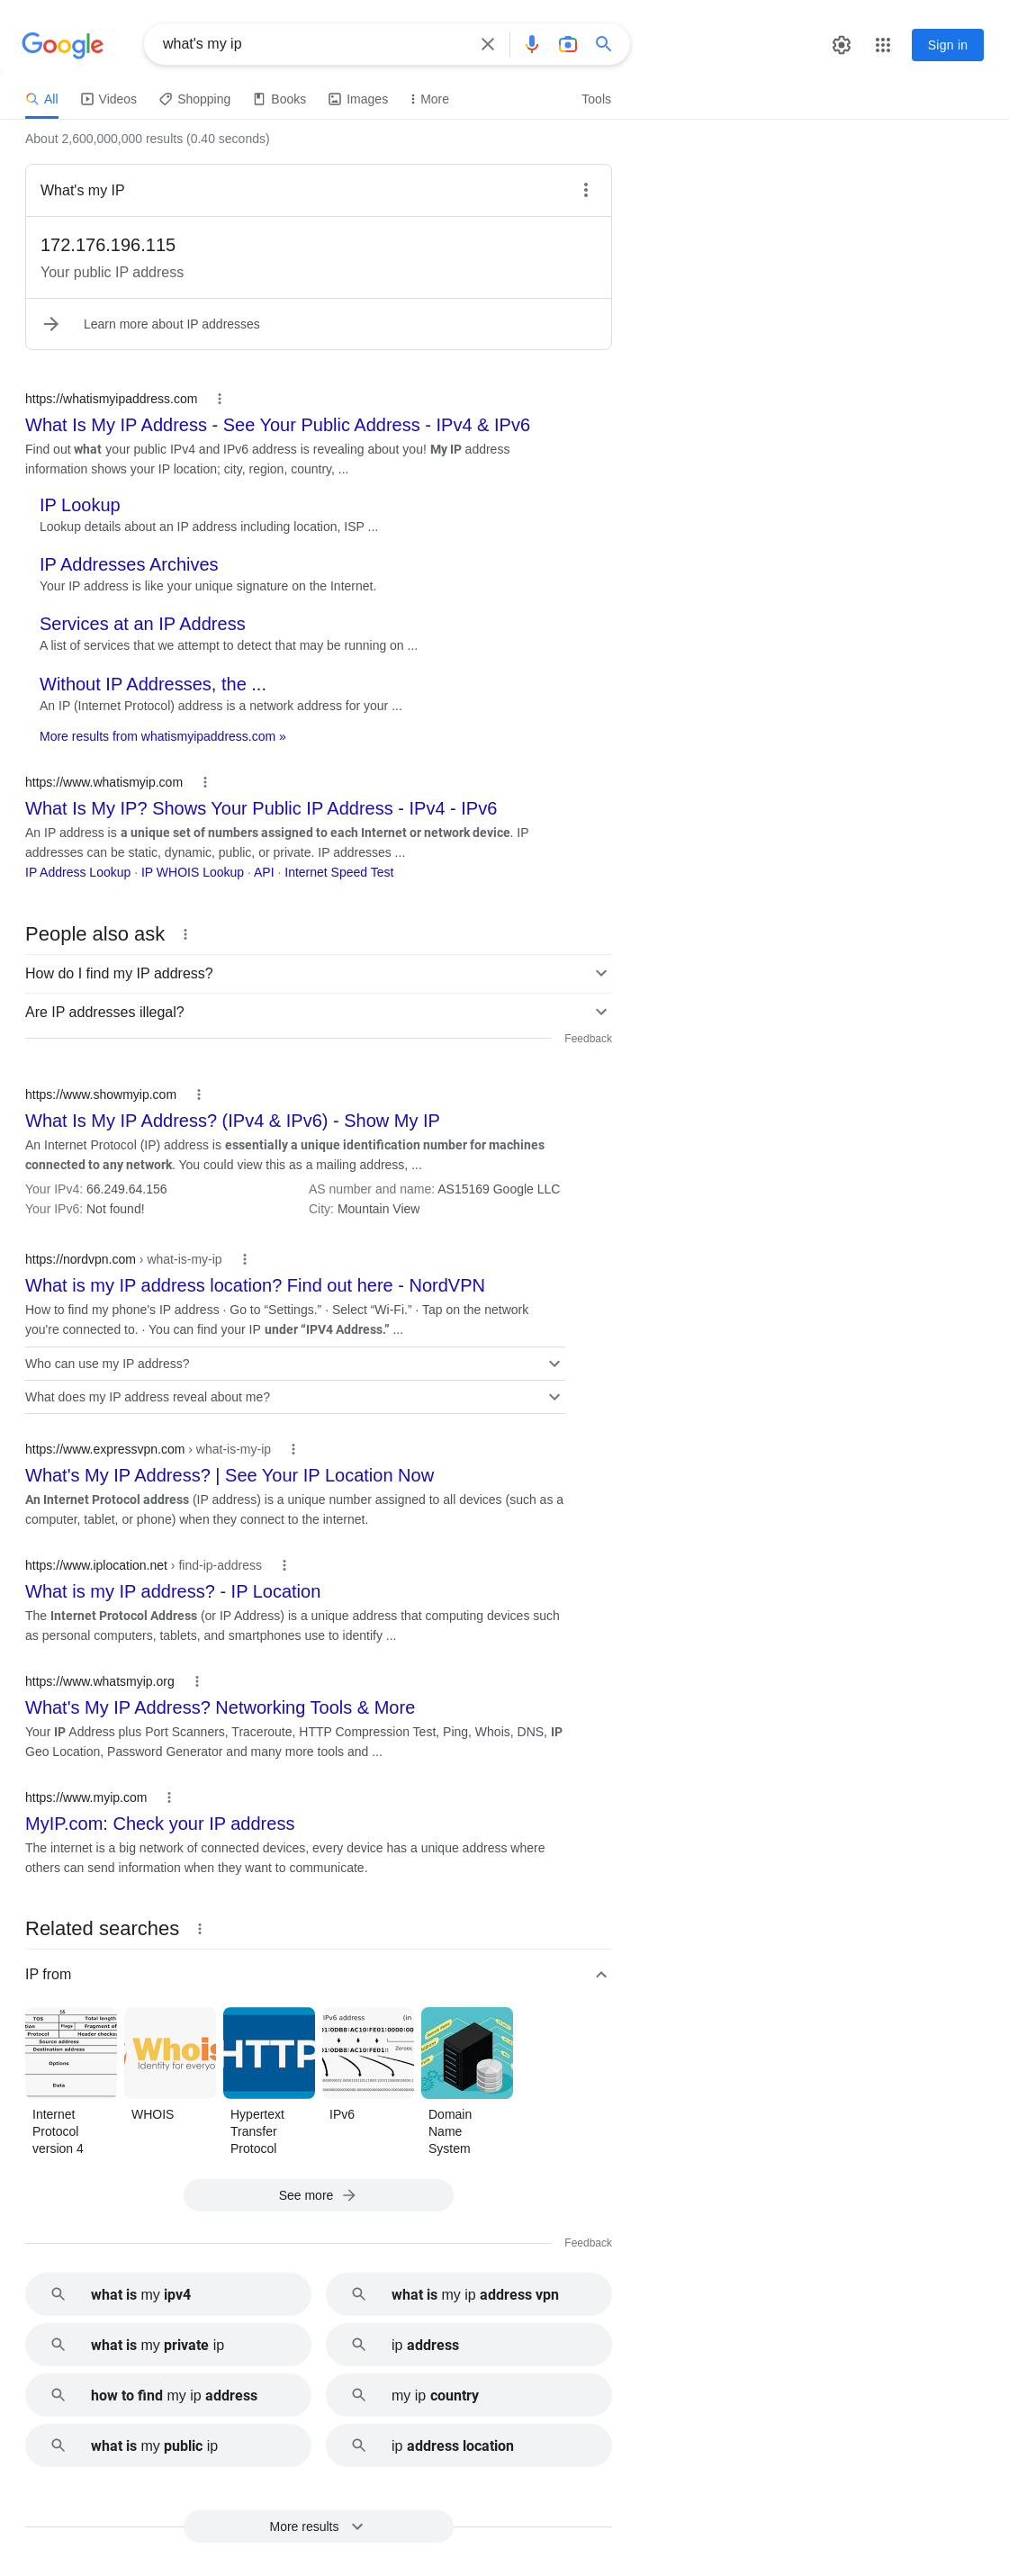 Google
what's my ip
Sign in
All Videos Shopping Books Images More Tools
About 2,600,000,000 results (0.40 seconds)
What's my IP
172.176.196.115
Your public IP address
Learn more about IP addresses
https://whatismyipaddress.com
What Is My IP Address - See Your Public Address - IPv4 & IPv6
Find out what your public IPv4 and IPv6 address is revealing about you! My IP address
information shows your IP location; city, region, country, ...
IP Lookup
Lookup details about an IP address including location, ISP ...
IP Addresses Archives
Your IP address is like your unique signature on the Internet.
Services at an IP Address
A list of services that we attempt to detect that may be running on ...
Without IP Addresses, the ...
An IP (Internet Protocol) address is a network address for your ...
More results from whatismyipaddress.com »
https://www.whatismyip.com
What Is My IP? Shows Your Public IP Address - IPv4 - IPv6
An IP address is a unique set of numbers assigned to each Internet or network device. IP
addresses can be static, dynamic, public, or private. IP addresses ...
IP Address Lookup · IP WHOIS Lookup · API · Internet Speed Test
People also ask
How do I find my IP address?
Are IP addresses illegal?
Feedback
https://www.showmyip.com
What Is My IP Address? (IPv4 & IPv6) - Show My IP
An Internet Protocol (IP) address is essentially a unique identification number for machines
connected to any network. You could view this as a mailing address, ...
Your IPv4: 66.249.64.156 AS number and name: AS15169 Google LLC
Your IPv6: Not found! City: Mountain View
https://nordvpn.com › what-is-my-ip
What is my IP address location? Find out here - NordVPN
How to find my phone's IP address · Go to “Settings.” · Select “Wi-Fi.” · Tap on the network
you're connected to. · You can find your IP under “IPV4 Address.” ...
Who can use my IP address?
What does my IP address reveal about me?
https://www.expressvpn.com › what-is-my-ip
What's My IP Address? | See Your IP Location Now
An Internet Protocol address (IP address) is a unique number assigned to all devices (such as a
computer, tablet, or phone) when they connect to the internet.
https://www.iplocation.net › find-ip-address
What is my IP address? - IP Location
The Internet Protocol Address (or IP Address) is a unique address that computing devices such
as personal computers, tablets, and smartphones use to identify ...
https://www.whatsmyip.org
What's My IP Address? Networking Tools & More
Your IP Address plus Port Scanners, Traceroute, HTTP Compression Test, Ping, Whois, DNS, IP
Geo Location, Password Generator and many more tools and ...
https://www.myip.com
MyIP.com: Check your IP address
The internet is a big network of connected devices, every device has a unique address where
others can send information when they want to communicate.
Related searches
IP from
16
TOS Total length
Flags Fragment of
Protocol Header checksu
Source address
Destination address
Options
Data
Whois
Identity for everyo
HTTP
IPv6 address (in
Zeroes
Internet
Protocol
version 4
WHOIS
Hypertext
Transfer
Protocol
IPv6
Domain
Name
System
See more
Feedback
what is my ipv4
what is my ip address vpn
what is my private ip
ip address
how to find my ip address
my ip country
what is my public ip
ip address location
More results